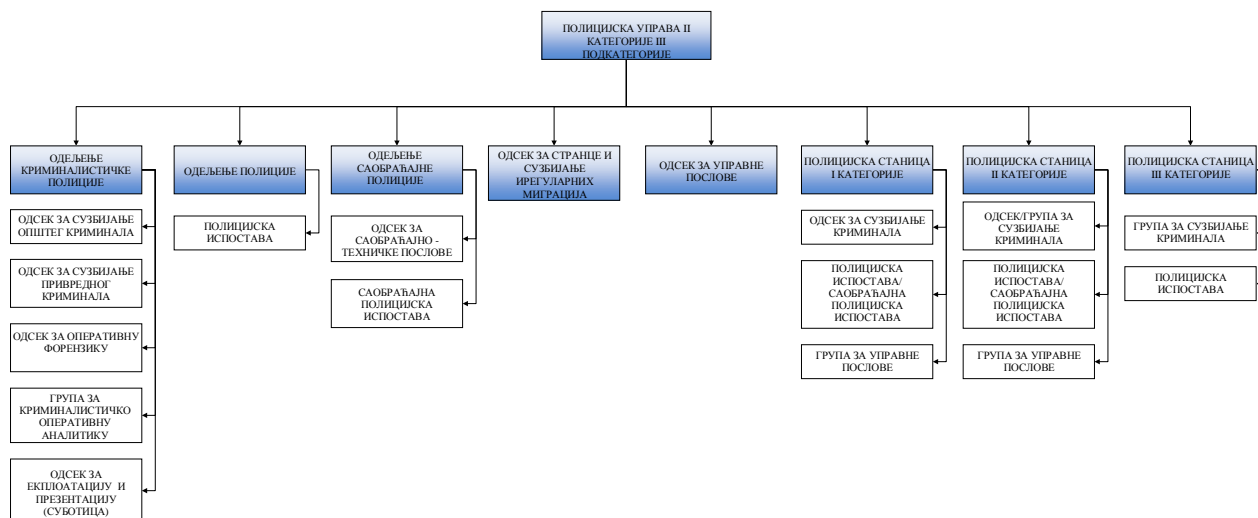 ПОЛИЦИЈСКА УПРАВА II
КАТЕГОРИЈЕ III
ПОДКАТЕГОРИЈЕ
ОДЕЉЕЊЕ
КРИМИНАЛИСТИЧКЕ
ПОЛИЦИЈЕ
ОДСЕК ЗА СУЗБИЈАЊЕ
ОПШТЕГ КРИМИНАЛА
ОДСЕК ЗА СУЗБИЈАЊЕ
ПРИВРЕДНОГ
КРИМИНАЛА
ОДСЕК ЗА ОПЕРАТИВНУ
ФОРЕНЗИКУ
ГРУПА ЗА
КРИМИНАЛИСТИЧКО
ОПЕРАТИВНУ
АНАЛИТИКУ
ОДСЕК ЗА
ЕКПЛОАТАЦИЈУ И
ПРЕЗЕНТАЦИЈУ
(СУБОТИЦА)
ОДЕЉЕЊЕ ПОЛИЦИЈЕ
ПОЛИЦИЈСКА
ИСПОСТАВА
ОДЕЉЕЊЕ
САОБРАЋАЈНЕ
ПОЛИЦИЈЕ
ОДСЕК ЗА
САОБРАЋАЈНО -
ТЕХНИЧКЕ ПОСЛОВЕ
САОБРАЋАЈНА
ПОЛИЦИЈСКА
ИСПОСТАВА
ОДСЕК ЗА СТРАНЦЕ И
СУЗБИЈАЊЕ
ИРЕГУЛАРНИХ
МИГРАЦИЈА
ОДСЕК ЗА УПРАВНЕ
ПОСЛОВЕ
ПОЛИЦИЈСКА СТАНИЦА
I КАТЕГОРИЈЕ
ОДСЕК ЗА СУЗБИЈАЊЕ
КРИМИНАЛА
ПОЛИЦИЈСКА
ИСПОСТАВА/
САОБРАЋАЈНА
ПОЛИЦИЈСКА
ИСПОСТАВА
ГРУПА ЗА УПРАВНЕ
ПОСЛОВЕ
ПОЛИЦИЈСКА СТАНИЦА
II КАТЕГОРИЈЕ
ОДСЕК/ГРУПА ЗА
СУЗБИЈАЊЕ
КРИМИНАЛА
ПОЛИЦИЈСКА
ИСПОСТАВА/
САОБРАЋАЈНА
ПОЛИЦИЈСКА
ИСПОСТАВА
ГРУПА ЗА УПРАВНЕ
ПОСЛОВЕ
ПОЛИЦИЈСКА СТАНИЦА
III КАТЕГОРИЈЕ
ГРУПА ЗА СУЗБИЈАЊЕ
КРИМИНАЛА
ПОЛИЦИЈСКА
ИСПОСТАВА